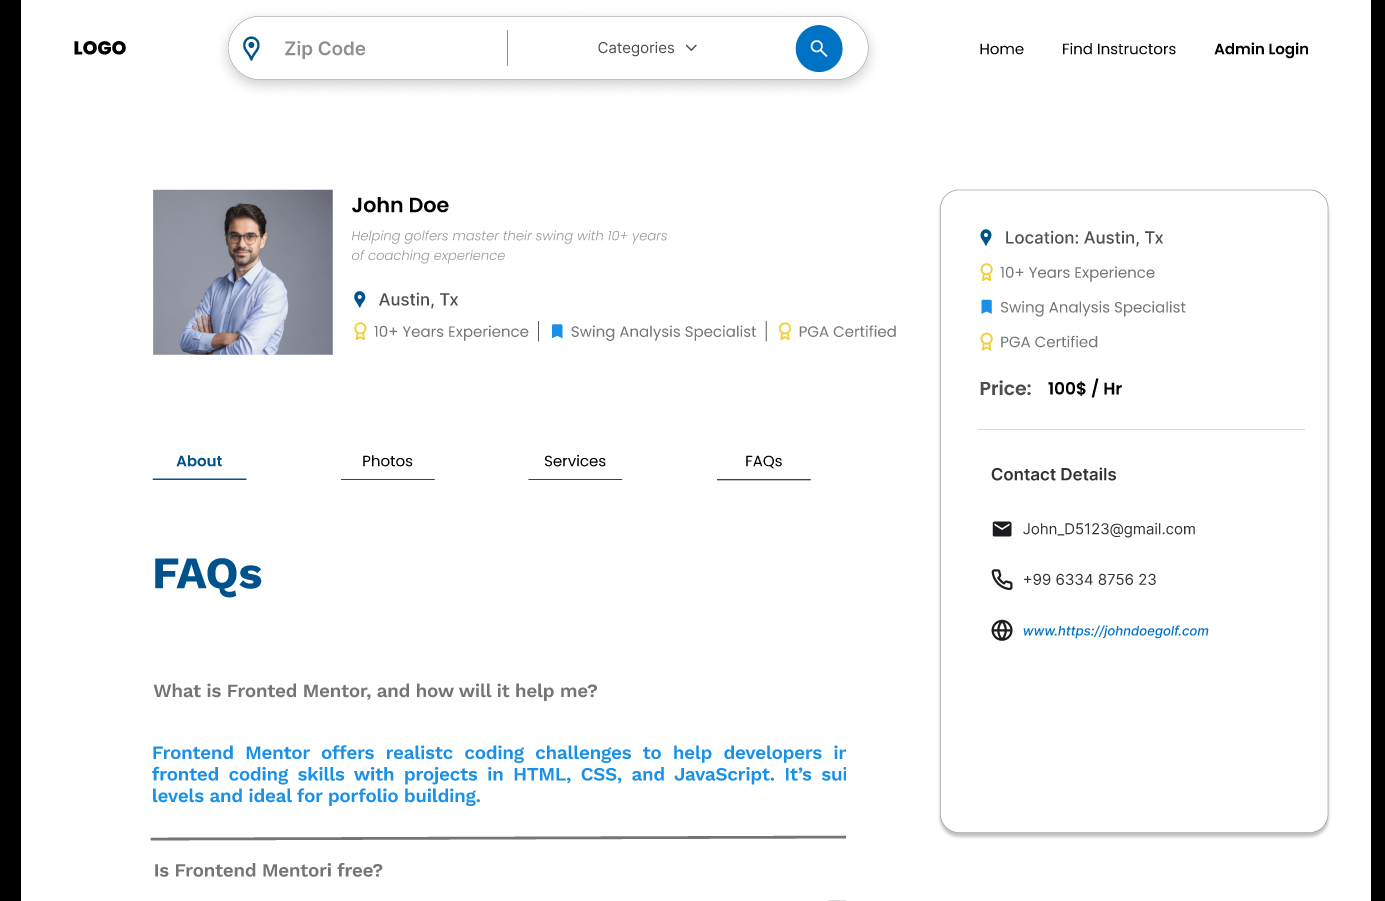 LOGO
Zip Code
Categories
Home
Find Instructors
Admin Login
John Doe
Helping golfers master their swing with 10+ years
of coaching experience
Austin, Tx
10+ Years Experience
Swing Analysis Specialist
PGA Certified
Location: Austin, Tx
10+ Years Experience
Swing Analysis Specialist
PGA Certified
Price: 100$ / Hr
Contact Details
John_D5123@gmail.com
+99 6334 8756 23
www.https://johndoegolf.com
About
Photos
Services
FAQs
FAQs
What is Fronted Mentor, and how will it help me?
Frontend Mentor offers realistc coding challenges to help developers
fronted coding skills with projects in HTML, CSS, and JavaScript. It's
levels and ideal for porfolio building.
Is Frontend Mentori free?